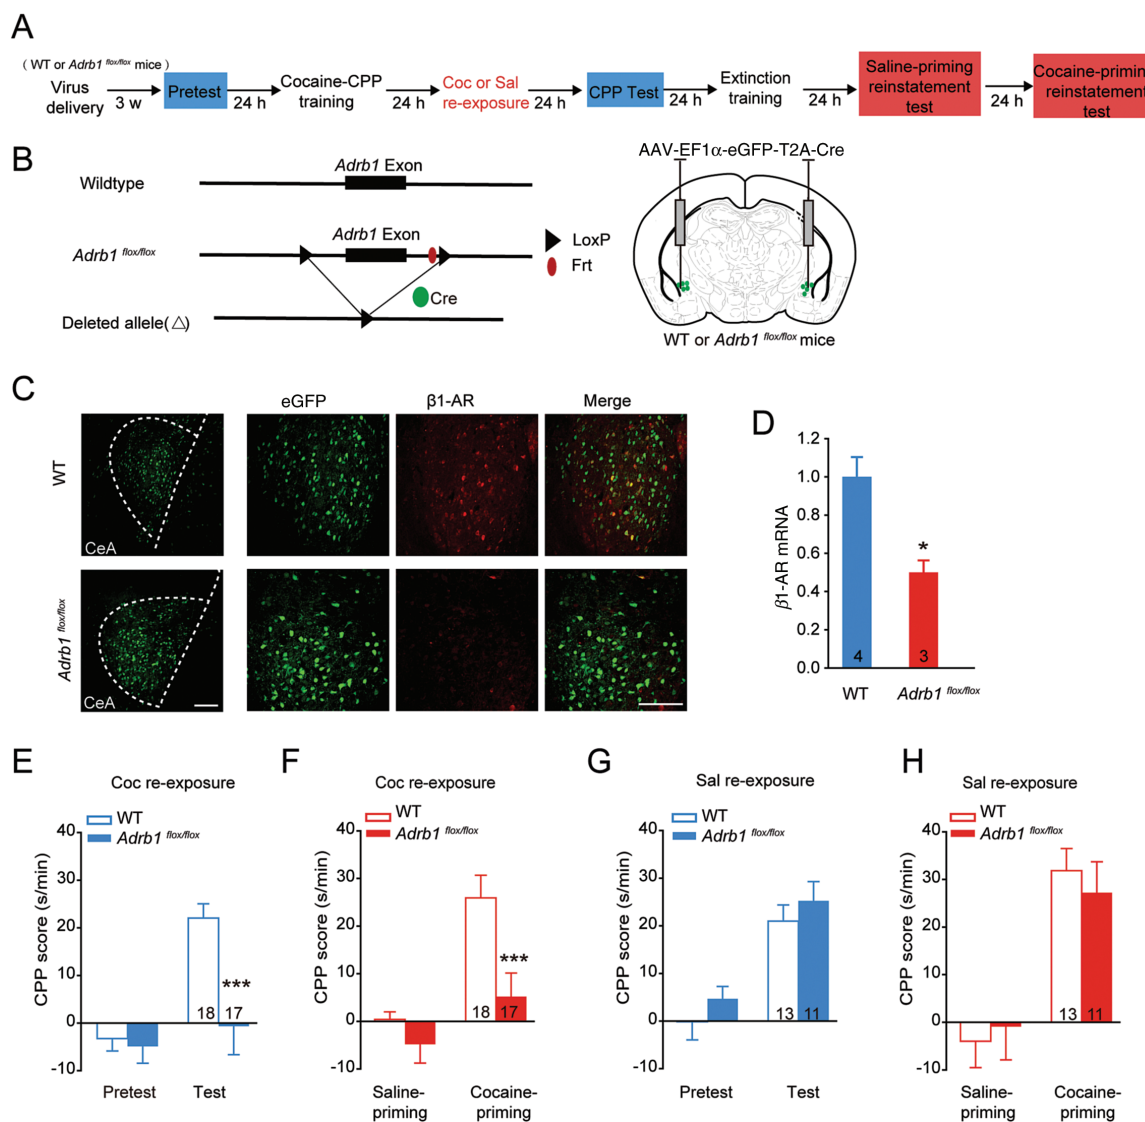 A
( WT or Adrb1 flox/flox mice )
Virus delivery
3 w
Pretest
24 h
Cocaine-CPP training
24 h
Coc or Sal re-exposure
24 h
CPP Test
24 h
Extinction training
24 h
Saline-priming reinstatement test
24 h
Cocaine-primin reinstatement test
B
Wildtype
Adrb1 Exon
Adrb1 flox/flox
Adrb1 Exon
LoxP
Frt
Cre
Deleted allele(△)
AAV-EF1α-eGFP-T2A-Cre
WT or Adrb1 flox/flox mice
C
eGFP
β1-AR
Merge
WT
CeA
Adrb1 flox/flox
CeA
D
β1-AR mRNA
1.2
1.0
0.8
0.6
0.4
0.2
0.0
*
4
3
WT
Adrb1 flox/flox
E
Coc re-exposure
WT
Adrb1 flox/flox
CPP score (s/min)
40
30
20
10
0
-10
***
18
17
Pretest
Test
F
Coc re-exposure
WT
Adrb1 flox/flox
CPP score (s/min)
40
30
20
10
0
-10
***
18
17
Saline-priming
Cocaine-priming
G
Sal re-exposure
WT
Adrb1 flox/flox
CPP score (s/min)
40
30
20
10
0
-10
13
11
Pretest
Test
H
Sal re-exposure
WT
Adrb1 flox/flox
CPP score (s/min)
40
30
20
10
0
-10
13
11
Saline-priming
Cocaine-priming